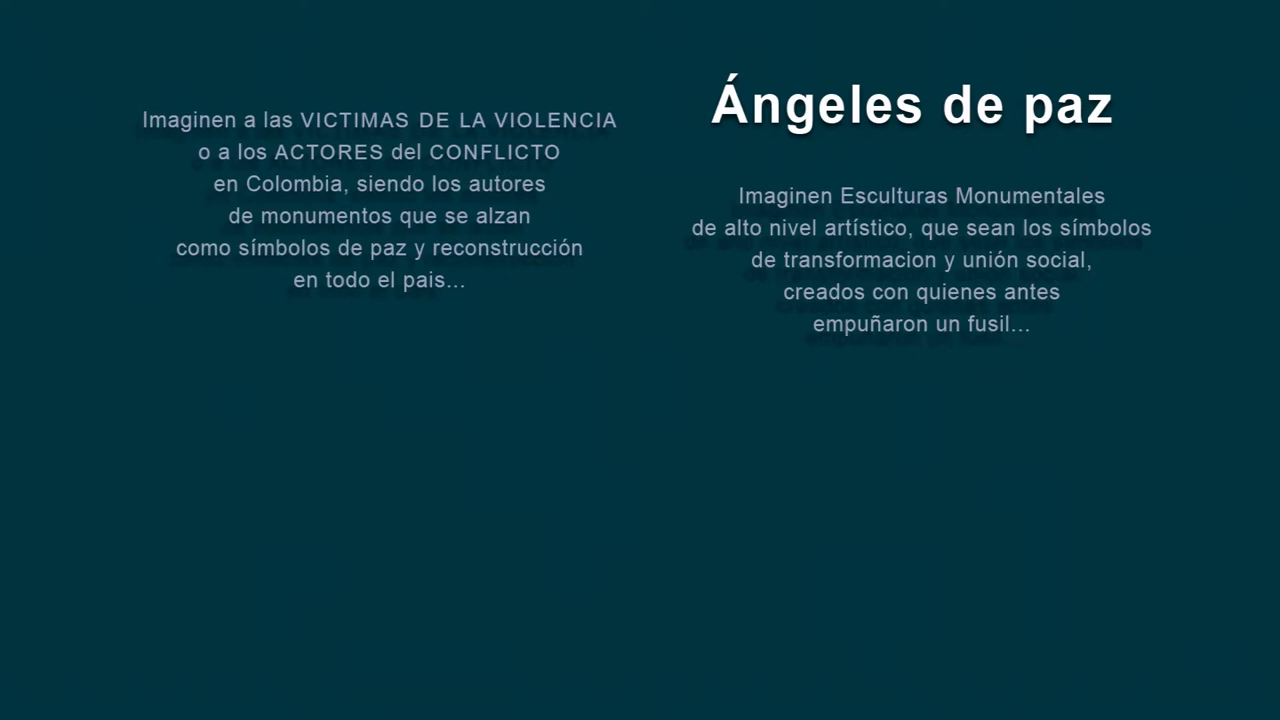 Imaginen a las VICTIMAS DE LA VIOLENCIA
o a los ACTORES del CONFLICTO
en Colombia, siendo los autores
de monumentos que se alzan
como símbolos de paz y reconstrucción
en todo el pais...
Ángeles de paz
Imaginen Esculturas Monumentales
de alto nivel artístico, que sean los símbolos
de transformacion y unión social,
creados con quienes antes
empuñaron un fusil...